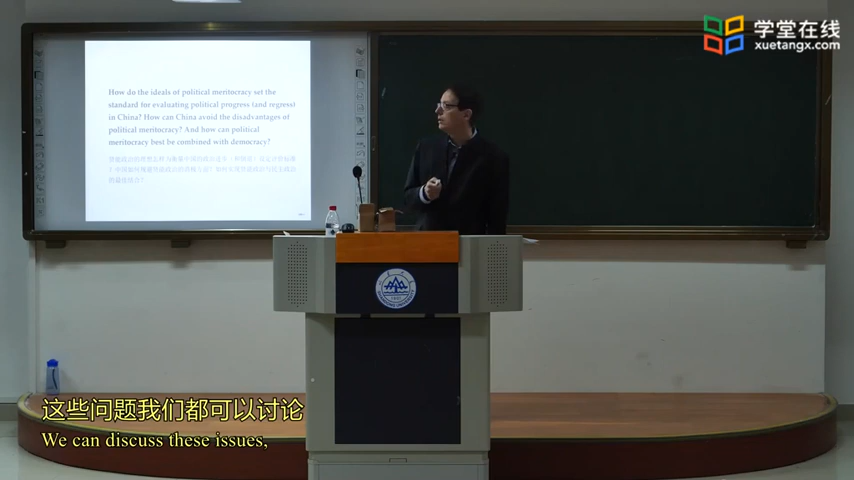 学堂在线
xuetangx.com
How do the ideals of political meritocracy set the
standard for evaluating political progress (and regress)
in China? How can China avoid the disadvantages of
political meritocracy? And how can political
meritocracy best be combined with democracy?
1901
这些问题我们都可以讨论
We can discuss these issues,